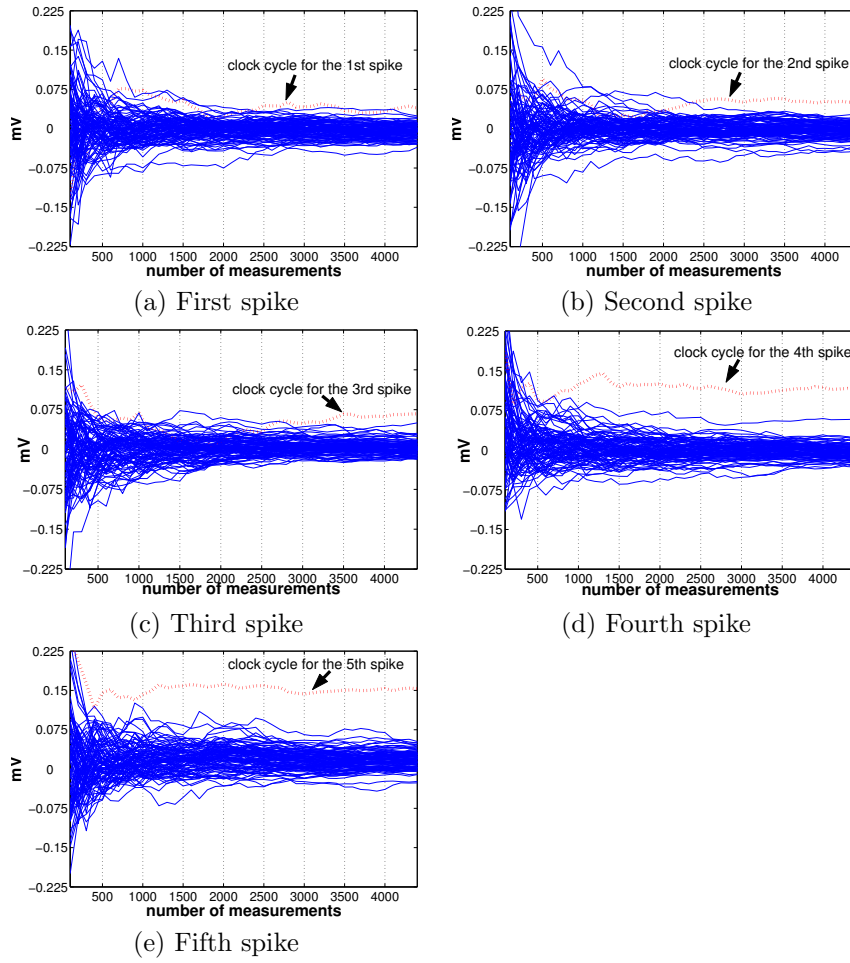 0.225
0.15
0.075
0
−0.075
−0.15
−0.225
mV
clock cycle for the 1st spike
500 1000 1500 2000 2500 3000 3500 4000
number of measurements
(a) First spike
0.225
0.15
0.075
0
−0.075
−0.15
−0.225
mV
clock cycle for the 2nd spike
500 1000 1500 2000 2500 3000 3500 4000
number of measurements
(b) Second spike
0.225
0.15
0.075
0
−0.075
−0.15
−0.225
mV
clock cycle for the 3rd spike
500 1000 1500 2000 2500 3000 3500 4000
number of measurements
(c) Third spike
0.225
0.15
0.075
0
−0.075
−0.15
−0.225
mV
clock cycle for the 4th spike
500 1000 1500 2000 2500 3000 3500 4000
number of measurements
(d) Fourth spike
0.225
0.15
0.075
0
−0.075
−0.15
−0.225
mV
clock cycle for the 5th spike
500 1000 1500 2000 2500 3000 3500 4000
number of measurements
(e) Fifth spike